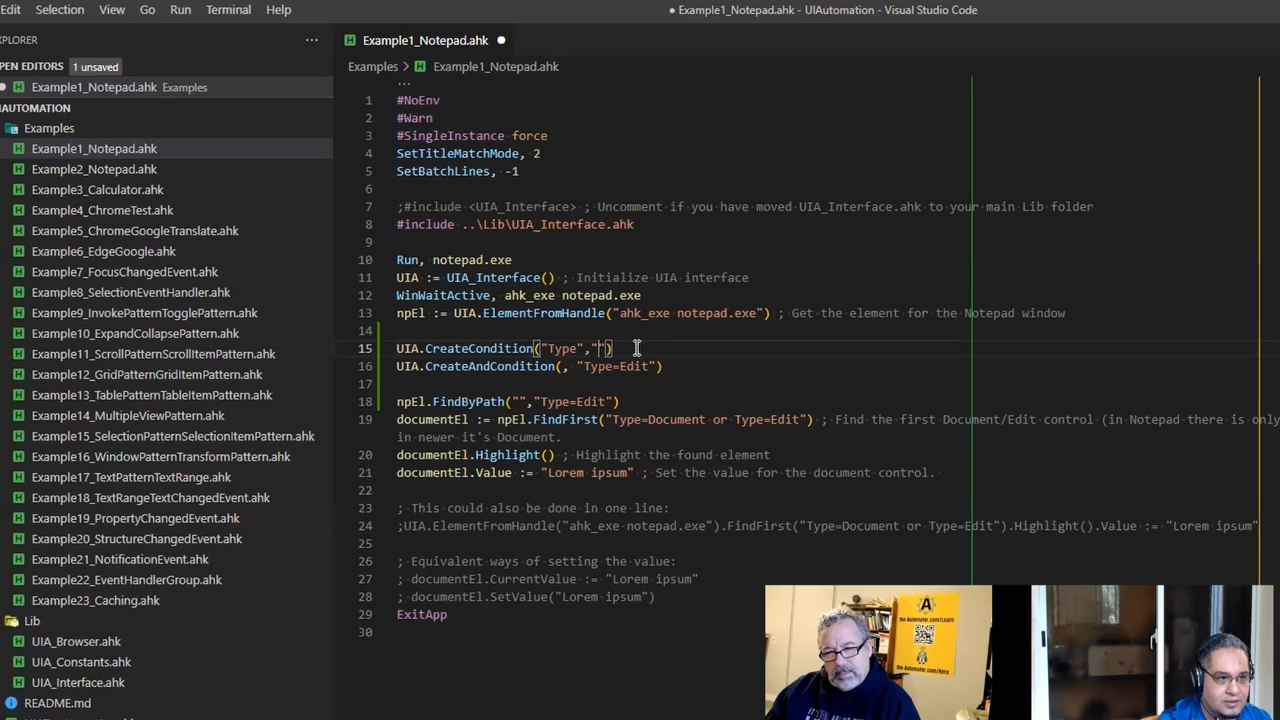 Edit Selection View Go Run Terminal Help
● Example1_Notepad.ahk - UIAutomation - Visual Studio Code
XPLORER ...
PEN EDITORS 1 unsaved
Example1_Notepad.ahk Examples
IAUTOMATION
Examples
Example1_Notepad.ahk
Example2_Notepad.ahk
Example3_Calculator.ahk
Example4_ChromeTest.ahk
Example5_ChromeGoogleTranslate.ahk
Example6_EdgeGoogle.ahk
Example7_FocusChangedEvent.ahk
Example8_SelectionEventHandler.ahk
Example9_InvokePatternTogglePattern.ahk
Example10_ExpandCollapsePattern.ahk
Example11_ScrollPatternScrollItemPattern.ahk
Example12_GridPatternGridItemPattern.ahk
Example13_TablePatternTableItemPattern.ahk
Example14_MultipleViewPattern.ahk
Example15_SelectionPatternSelectionItemPattern.ahk
Example16_WindowPatternTransformPattern.ahk
Example17_TextPatternTextRange.ahk
Example18_TextRangeTextChangedEvent.ahk
Example19_PropertyChangedEvent.ahk
Example20_StructureChangedEvent.ahk
Example21_NotificationEvent.ahk
Example22_EventHandlerGroup.ahk
Example23_Caching.ahk
Lib
UIA_Browser.ahk
UIA_Constants.ahk
UIA_Interface.ahk
README.md
Example1_Notepad.ahk ●
Examples > Example1_Notepad.ahk
...
1 #NoEnv
2 #Warn
3 #SingleInstance force
4 SetTitleMatchMode, 2
5 SetBatchLines, -1
6
7 ;#include <UIA_Interface> ; Uncomment if you have moved UIA_Interface.ahk to your main Lib folder
8 #include ..\Lib\UIA_Interface.ahk
9
10 Run, notepad.exe
11 UIA := UIA_Interface() ; Initialize UIA interface
12 WinWaitActive, ahk_exe notepad.exe
13 npEl := UIA.ElementFromHandle("ahk_exe notepad.exe") ; Get the element for the Notepad window
14
15 UIA.CreateCondition("Type","")
16 UIA.CreateAndCondition(, "Type=Edit")
17
18 npEl.FindByPath("","Type=Edit")
19 documentEl := npEl.FindFirst("Type=Document or Type=Edit") ; Find the first Document/Edit control (in Notepad there is only
in newer it's Document.
20 documentEl.Highlight() ; Highlight the found element
21 documentEl.Value := "Lorem ipsum" ; Set the value for the document control.
22
23 ; This could also be done in one line:
24 ;UIA.ElementFromHandle("ahk_exe notepad.exe").FindFirst("Type=Document or Type=Edit").Highlight().Value := "Lorem ipsum"
25
26 ; Equivalent ways of setting the value:
27 ; documentEl.CurrentValue := "Lorem ipsum"
28 ; documentEl.SetValue("Lorem ipsum")
29 ExitApp
30
A
the Automator.com/Learn
the Automator.com/Hero